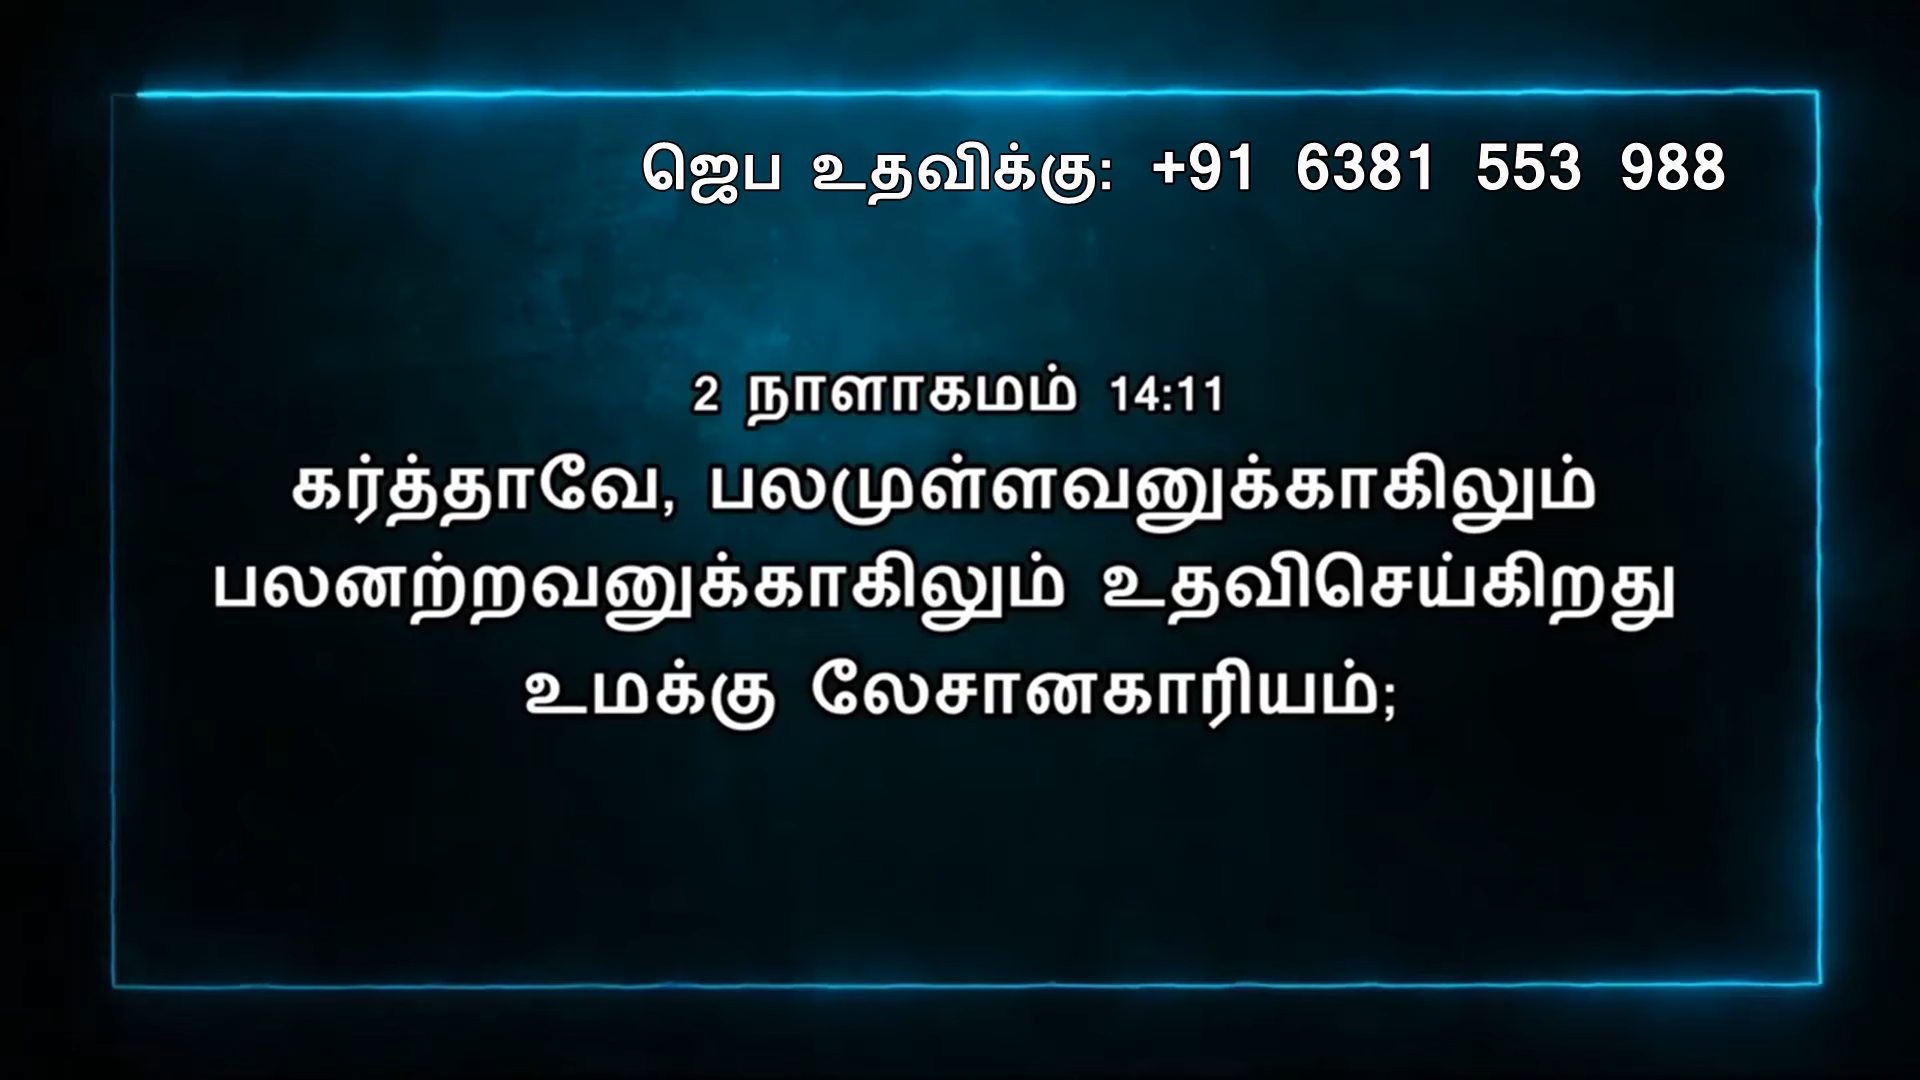 ஜெப உதவிக்கு: +91 6381 553 988
2 நாளாகமம் 14:11
கர்த்தாவே, பலமுள்ளவனுக்காகிலும்
பலனற்றவனுக்காகிலும் உதவிசெய்கிறது
உமக்கு லேசானகாரியம்;